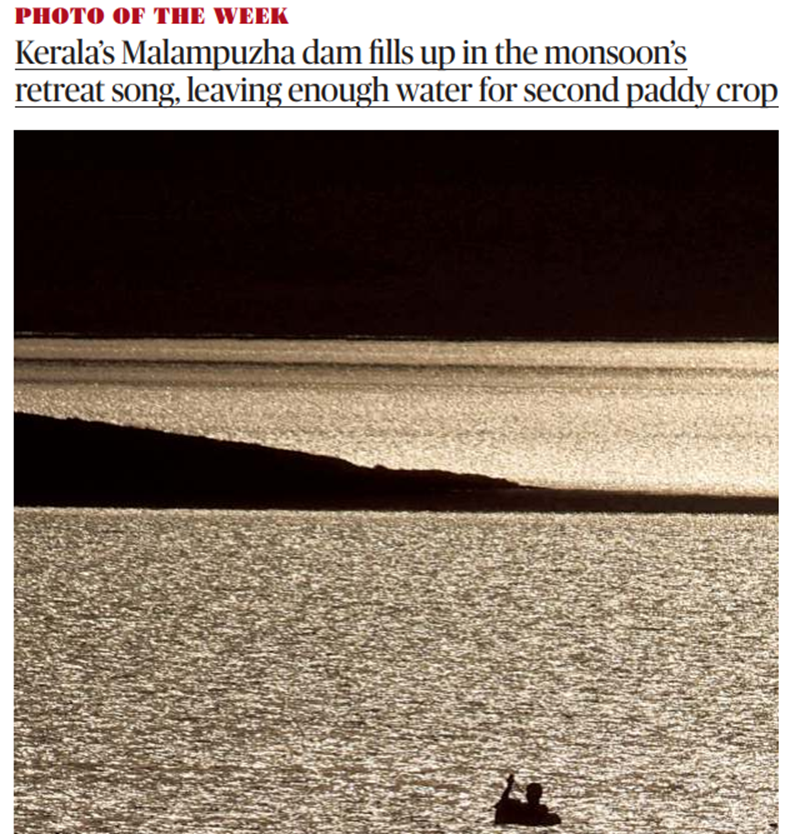 PHOTO OF THE WEEK
Kerala’s Malampuzha dam fills up in the monsoon’s
retreat song, leaving enough water for second paddy crop